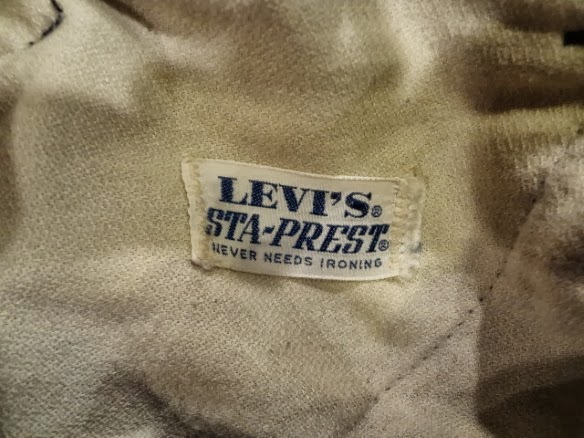 LEVI'S®
STA-PREST®
NEVER NEEDS IRONING